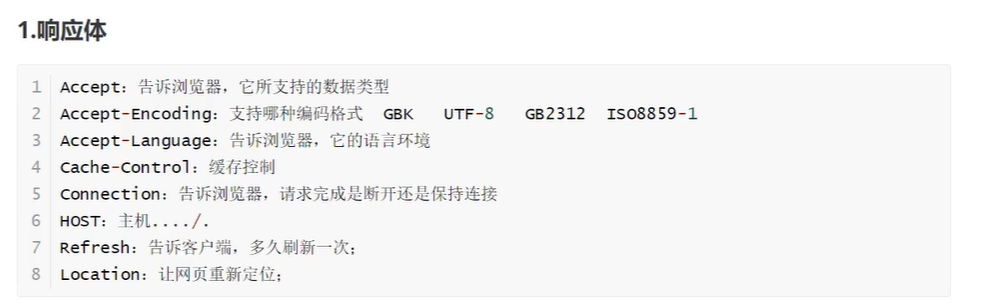 1.响应体
1 Accept：告诉浏览器，它所支持的数据类型
2 Accept-Encoding：支持哪种编码格式 GBK UTF-8 GB2312 ISO8859-1
3 Accept-Language：告诉浏览器，它的语言环境
4 Cache-Control：缓存控制
5 Connection：告诉浏览器，请求完成是断开还是保持连接
6 HOST：主机..../.
7 Refresh：告诉客户端，多久刷新一次；
8 Location：让网页重新定位；